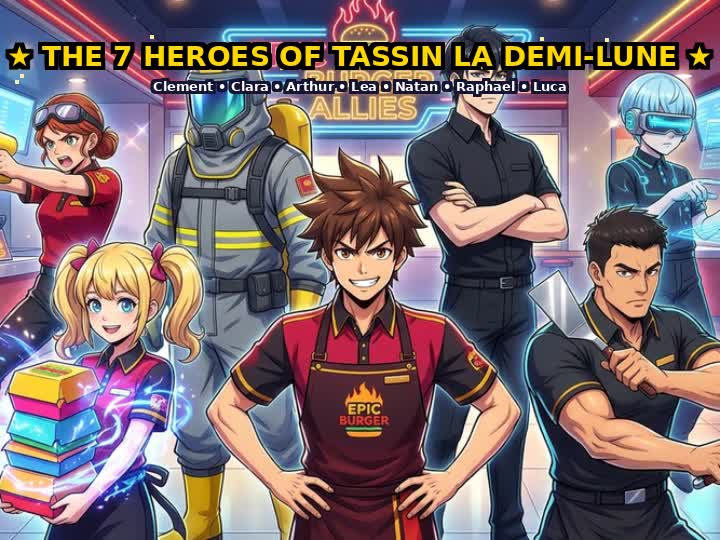 ★ THE 7 HEROES OF TASSIN LA DEMI-LUNE ★
Clement • Clara • Arthur • Lea • Natan • Raphael • Luca
BURGER
ALLIES
EPIC
BURGER